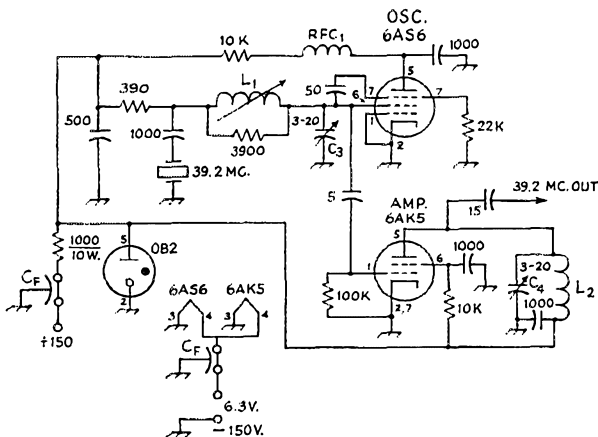 OSC.
6AS6
10K
RFC1
1000
5
390
L1
50
7
6
1
7
500
1000
3900
3-20
C3
2
22K
39.2 MC.
5
AMP.
6AK5
39.2 MC.OUT
15
1000
10W.
5
OB2
2
5
1
6
1000
3-20
C4
1000
L2
CF
6AS6
6AK5
3
4
3
4
100K
2,7
10K
+150
CF
6.3V.
-150V.